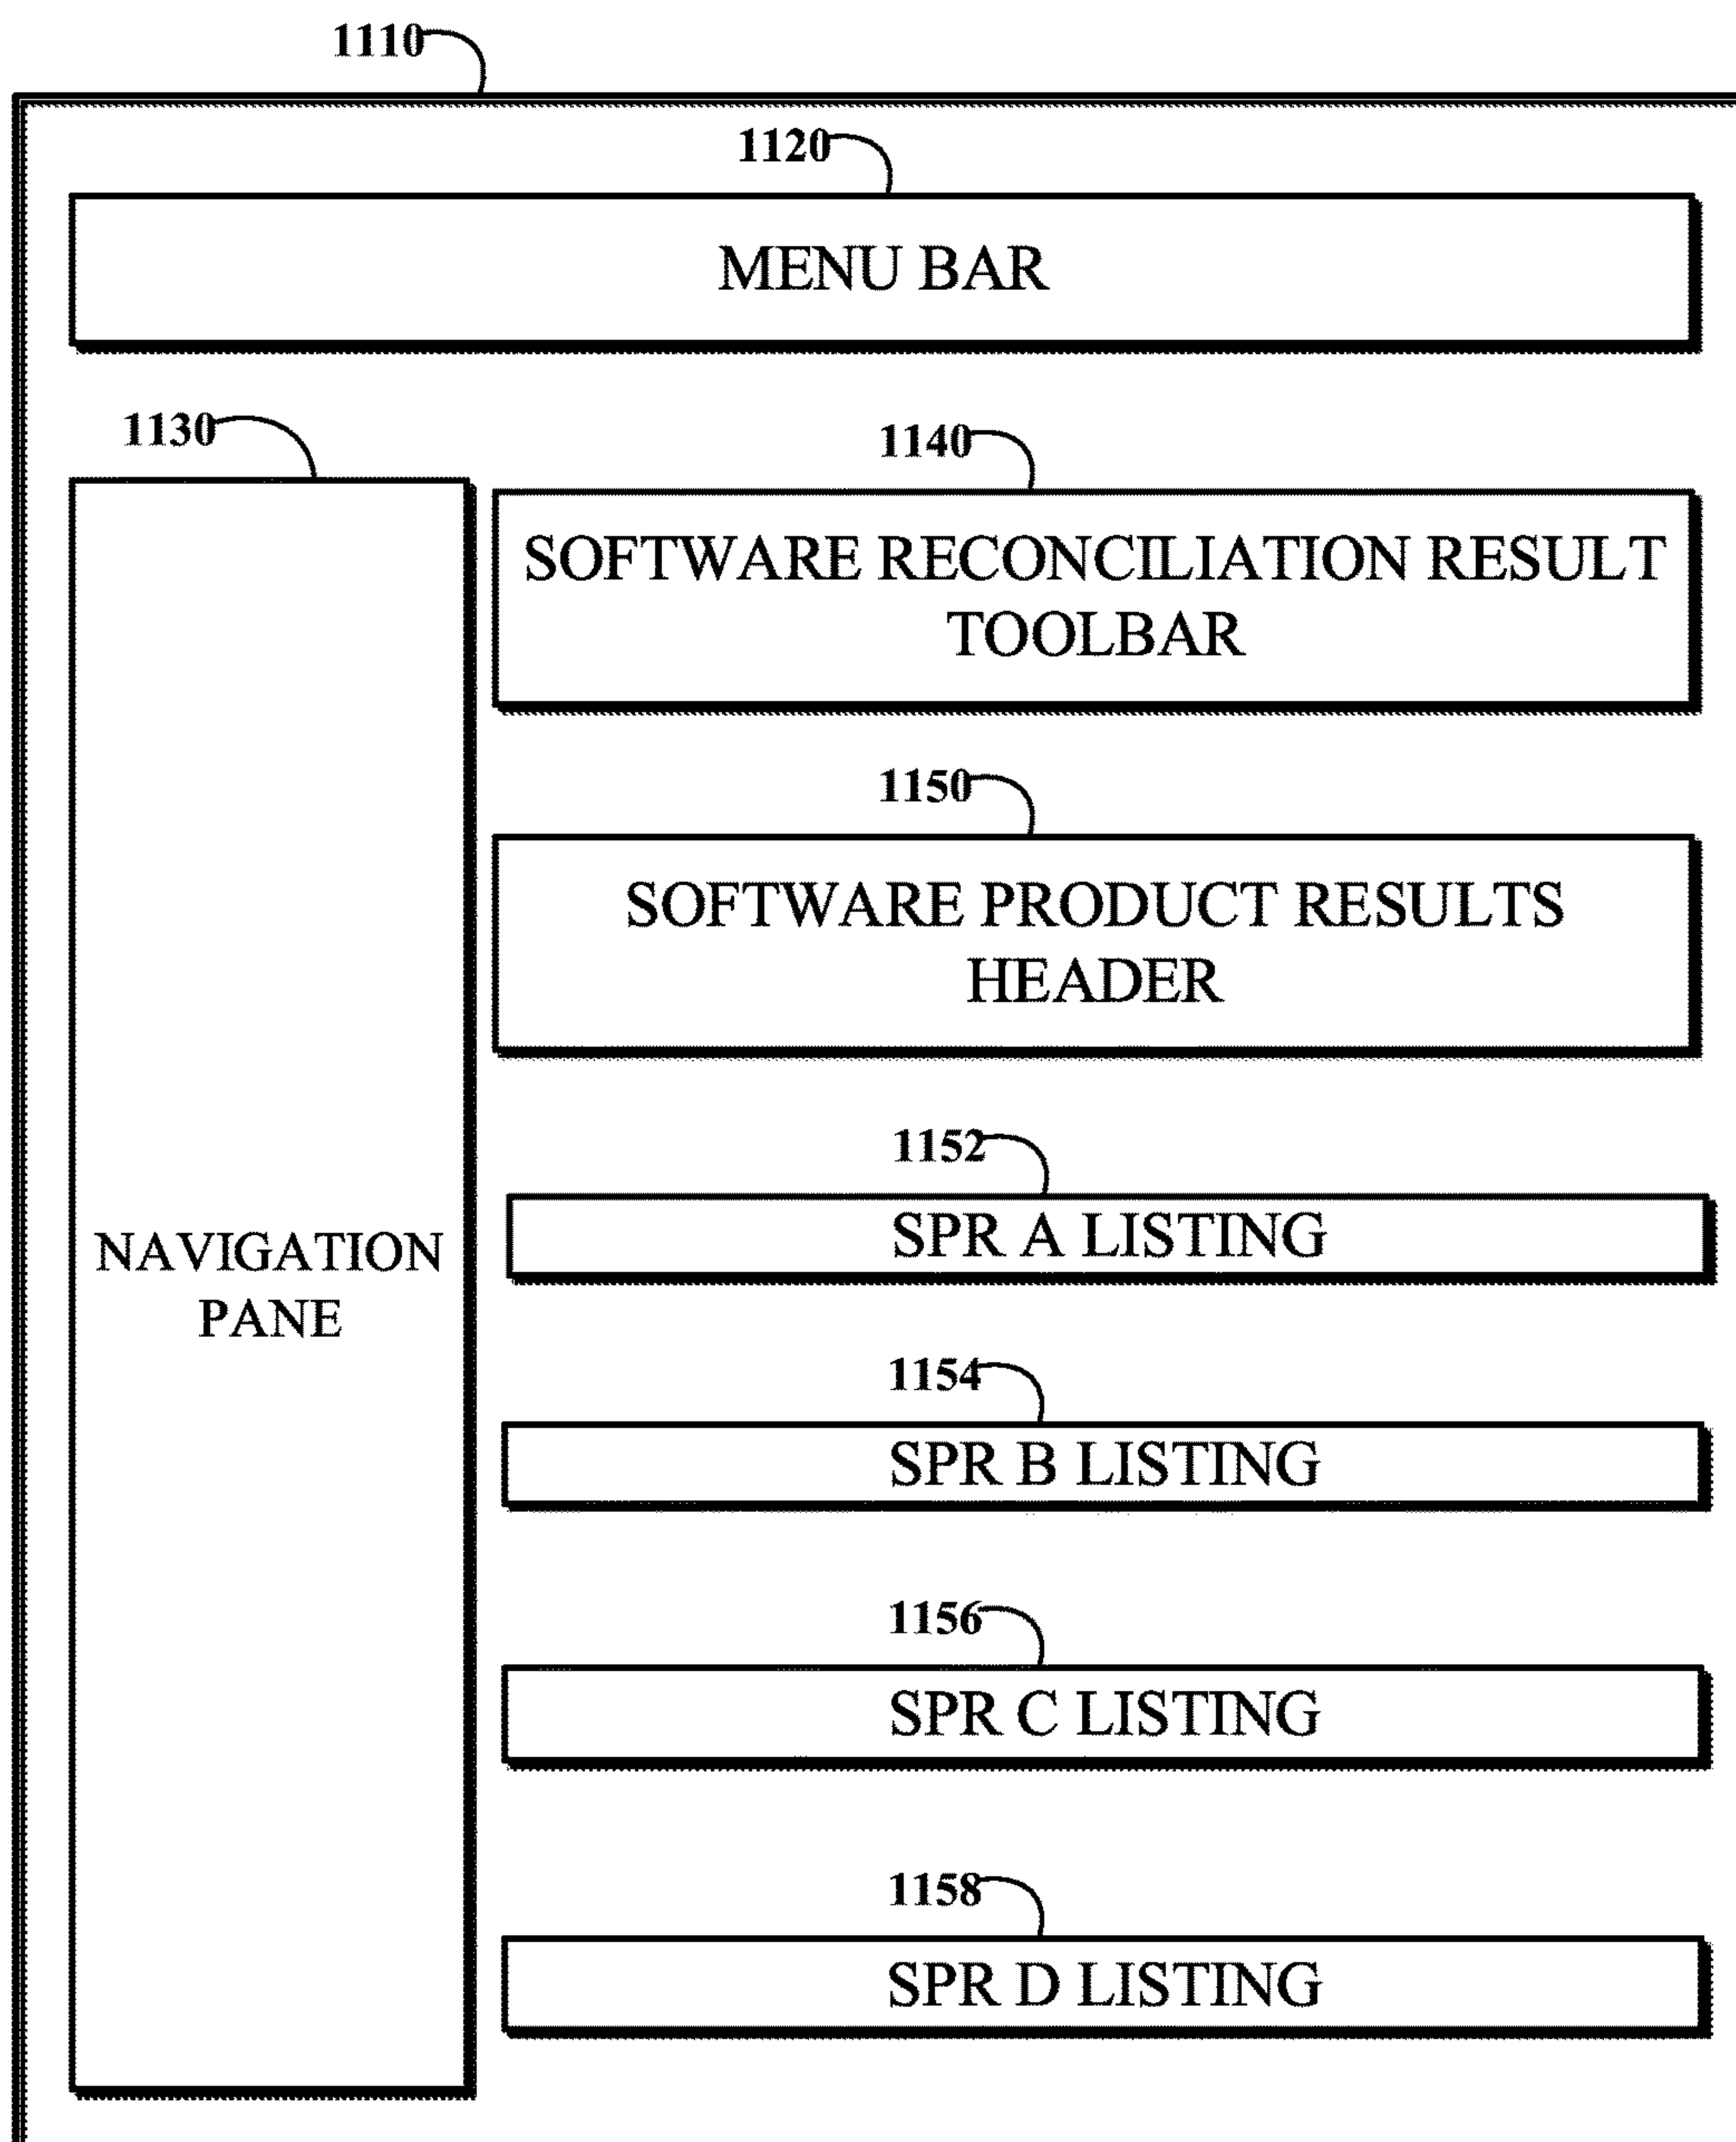 1110
1120
MENU BAR
1130
NAVIGATION
PANE
1140
SOFTWARE RECONCILIATION RESULT
TOOLBAR
1150
SOFTWARE PRODUCT RESULTS
HEADER
1152
SPR A LISTING
1154
SPR B LISTING
1156
SPR C LISTING
1158
SPR D LISTING